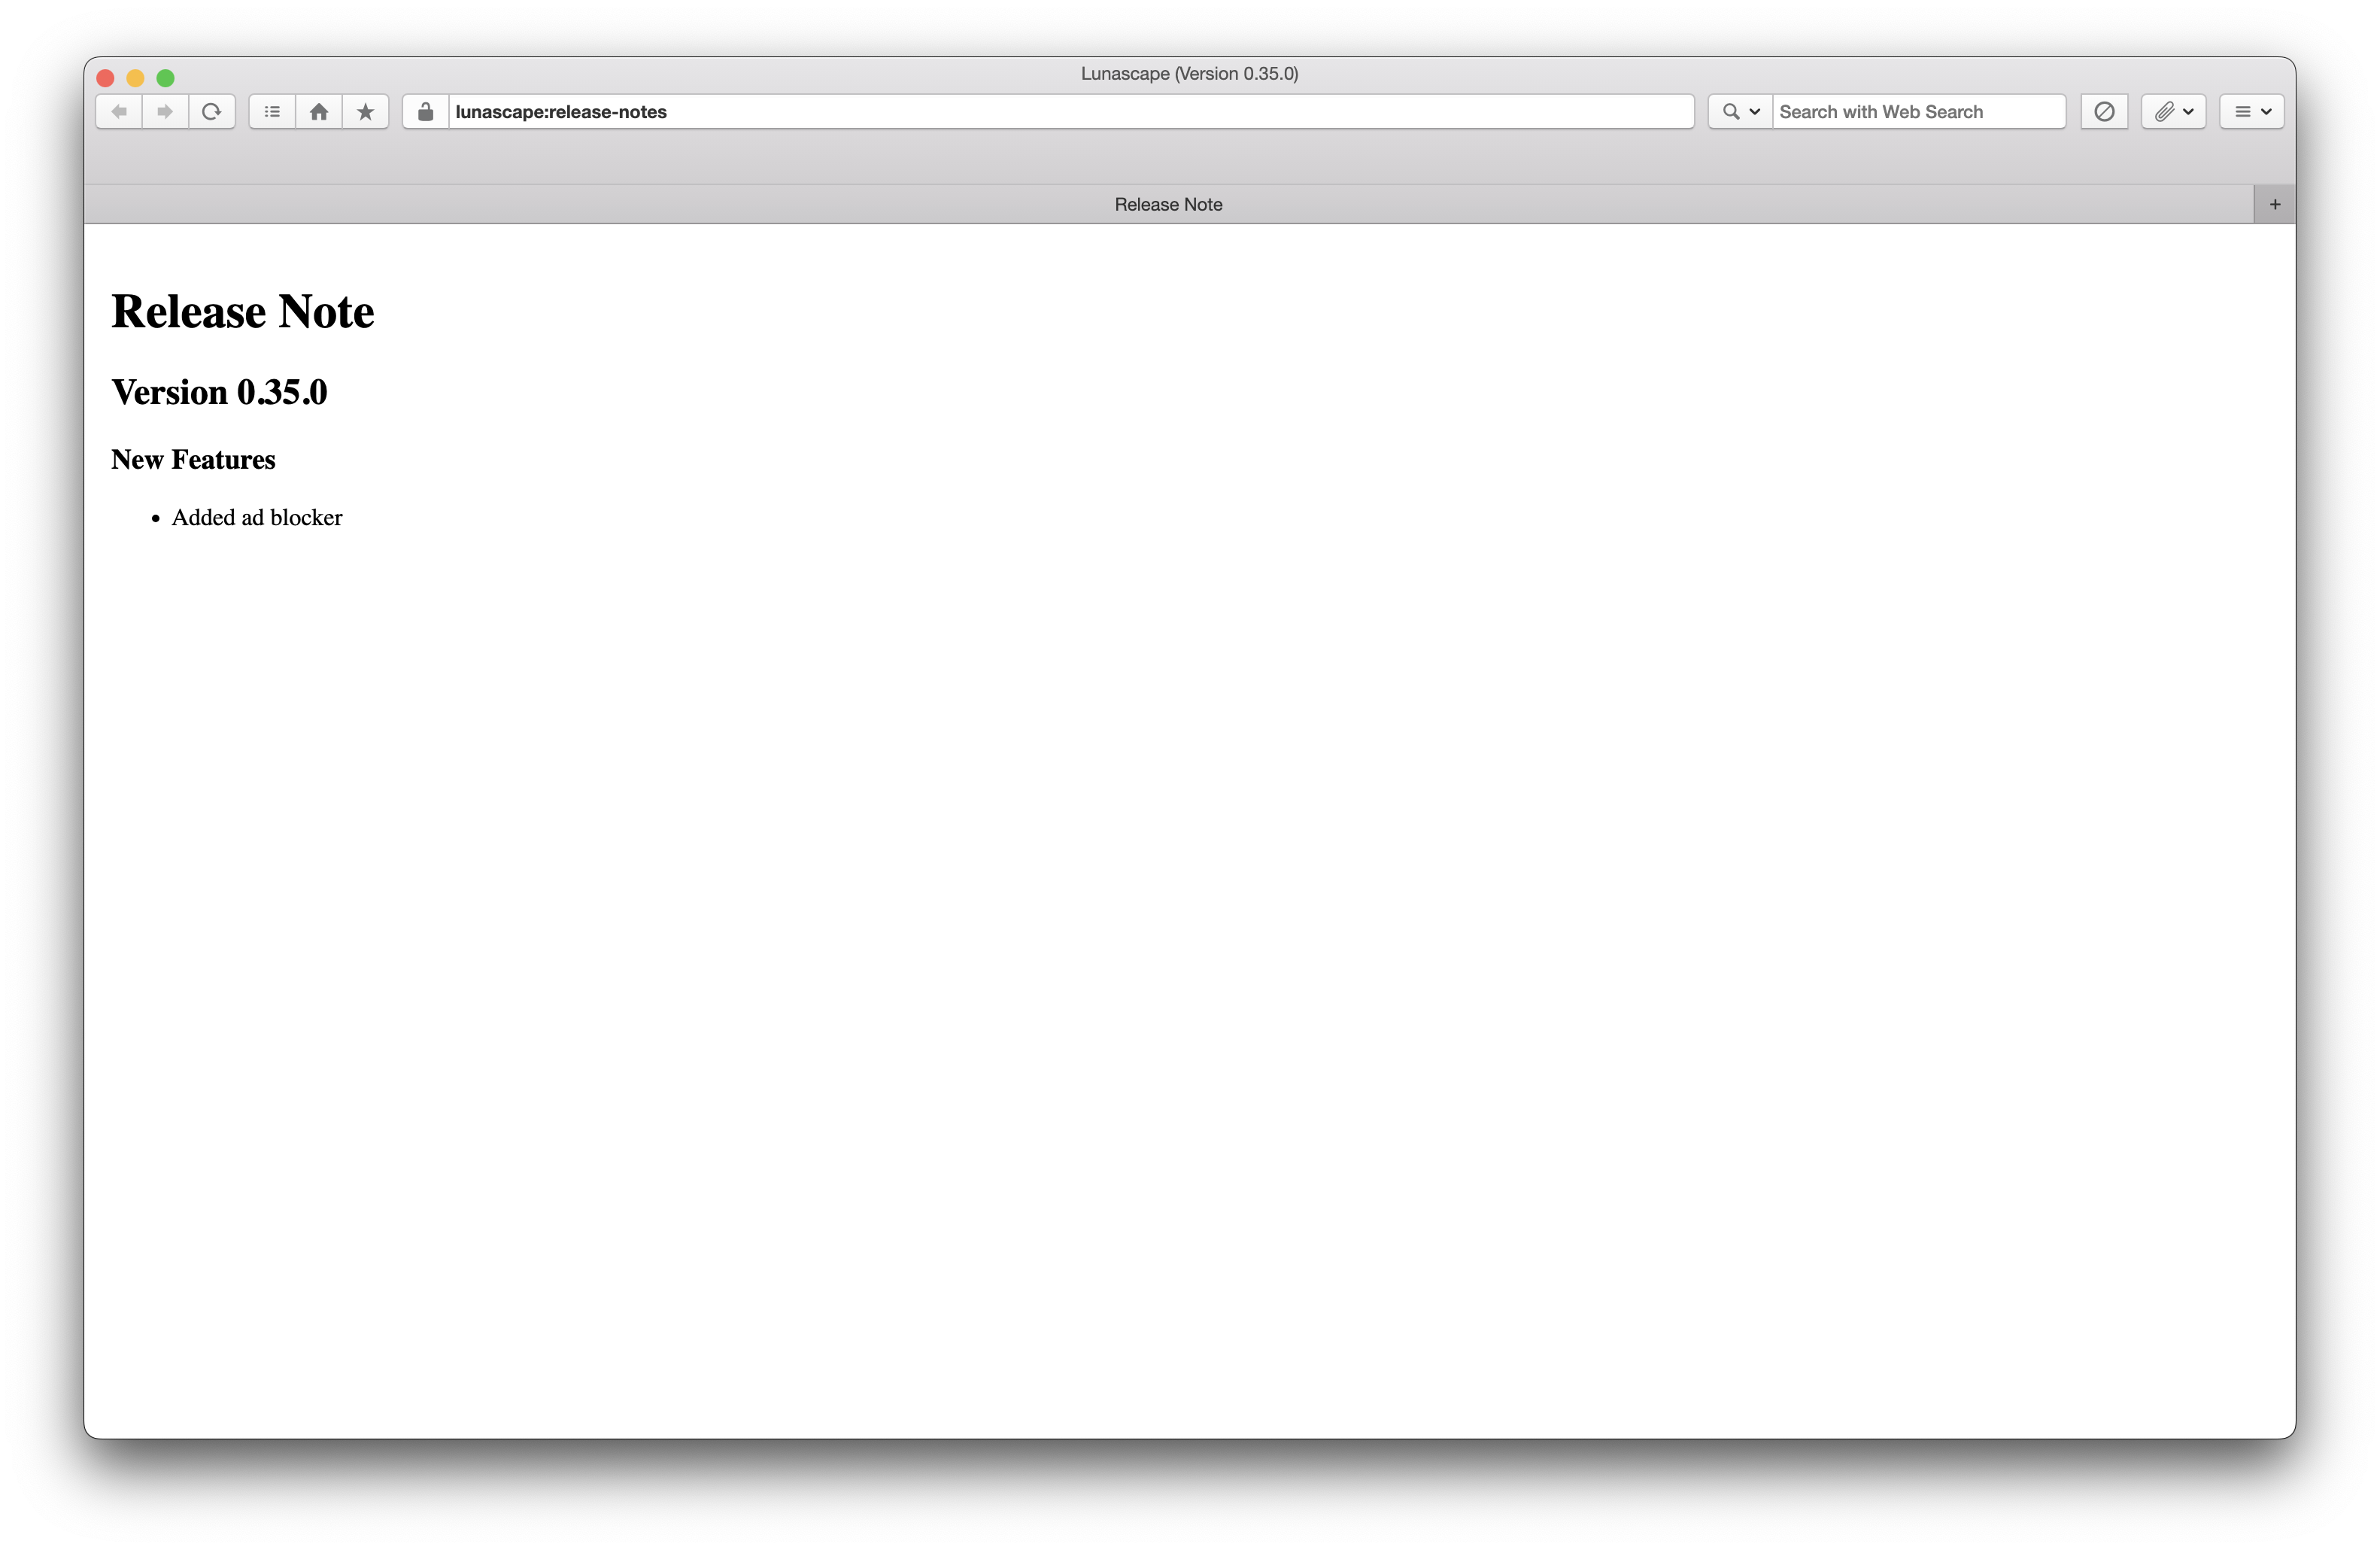 Lunascape (Version 0.35.0)
lunascape:release-notes
Search with Web Search
Release Note
+
Release Note
Version 0.35.0
New Features
• Added ad blocker